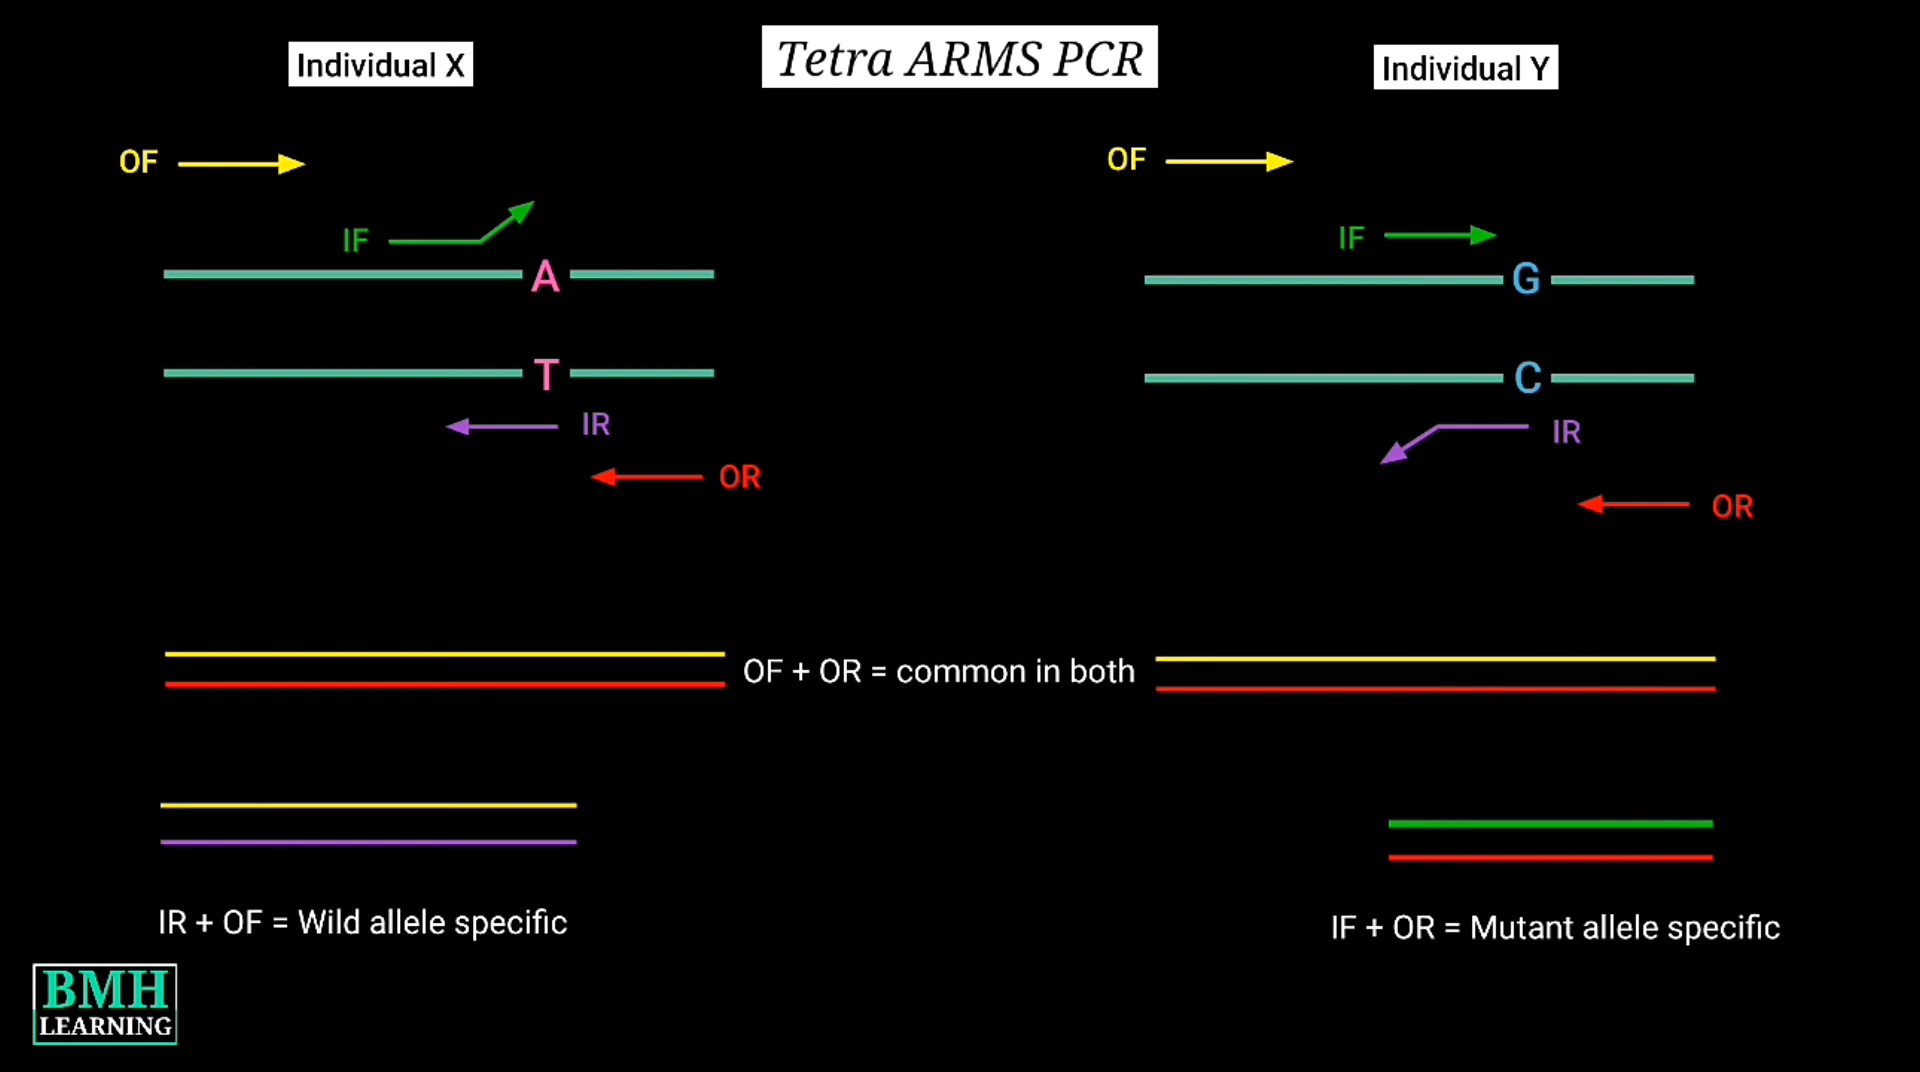 Tetra ARMS PCR
Individual X
Individual Y
OF
OF
IF
IF
A
G
T
C
IR
IR
OR
OR
OF + OR = common in both
IR + OF = Wild allele specific
IF + OR = Mutant allele specific
BMH
LEARNING